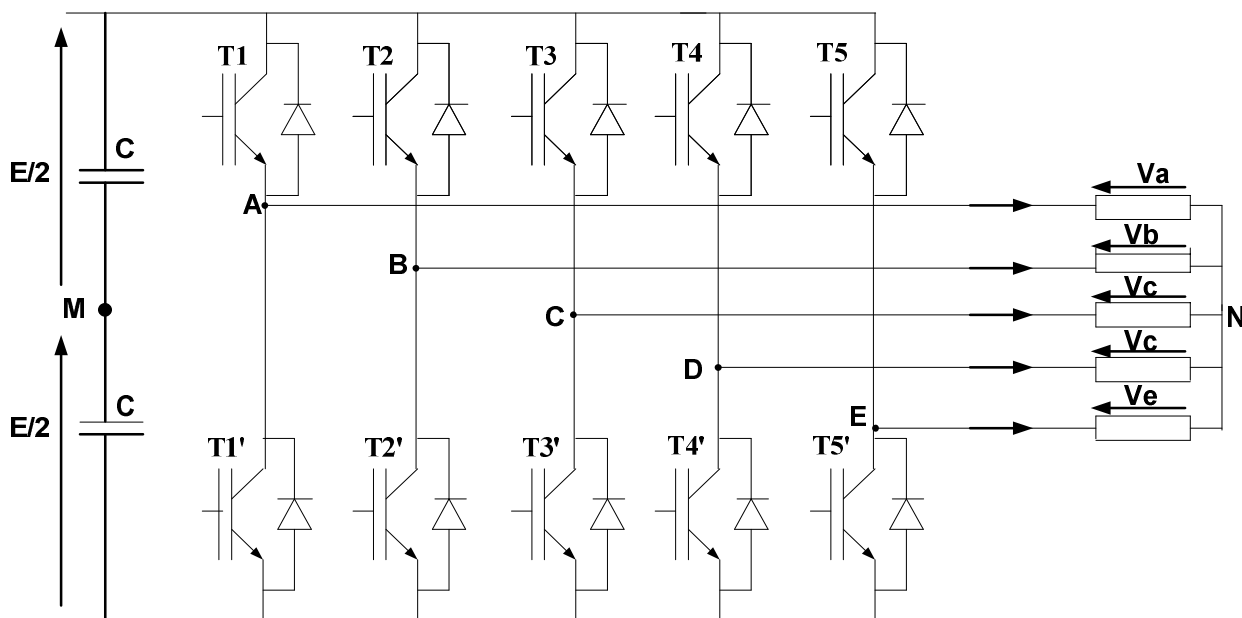 T1 T2 T3 T4 T5
C
E/2
Va
A
Vb
B
Vc
M
C
N
Vc
D
Ve
C
E
E/2
T1' T2' T3' T4' T5'